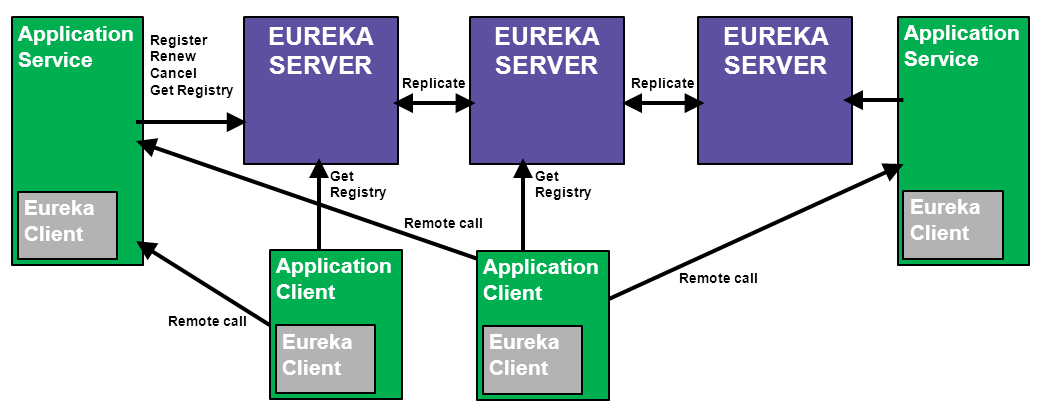 Application
Service
Register
Renew
Cancel
Get Registry
EUREKA
SERVER
Replicate
EUREKA
SERVER
Replicate
EUREKA
SERVER
Application
Service
Eureka
Client
Get
Registry
Get
Registry
Eureka
Client
Remote call
Application
Client
Application
Client
Remote call
Remote call
Eureka
Client
Eureka
Client